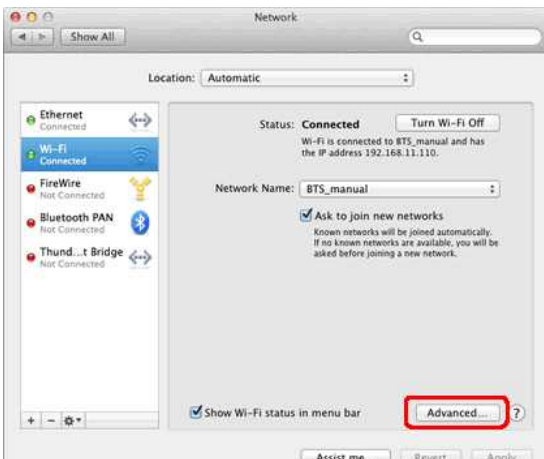 Network
Show All
Location: Automatic
Ethernet
Connected
Wi-Fi
Connected
FireWire
Not Connected
Bluetooth PAN
Not Connected
Thund...t Bridge
Not Connected
Status: Connected
Turn Wi-Fi Off
Wi-Fi is connected to BTS_manual and has
the IP address 192.168.11.110.
Network Name: BTS_manual
Ask to join new networks
Known networks will be joined automatically.
If no known networks are available, you will be
asked before joining a new network.
Show Wi-Fi status in menu bar
Advanced...
?
+ -
Assist me...
Revert
Apply